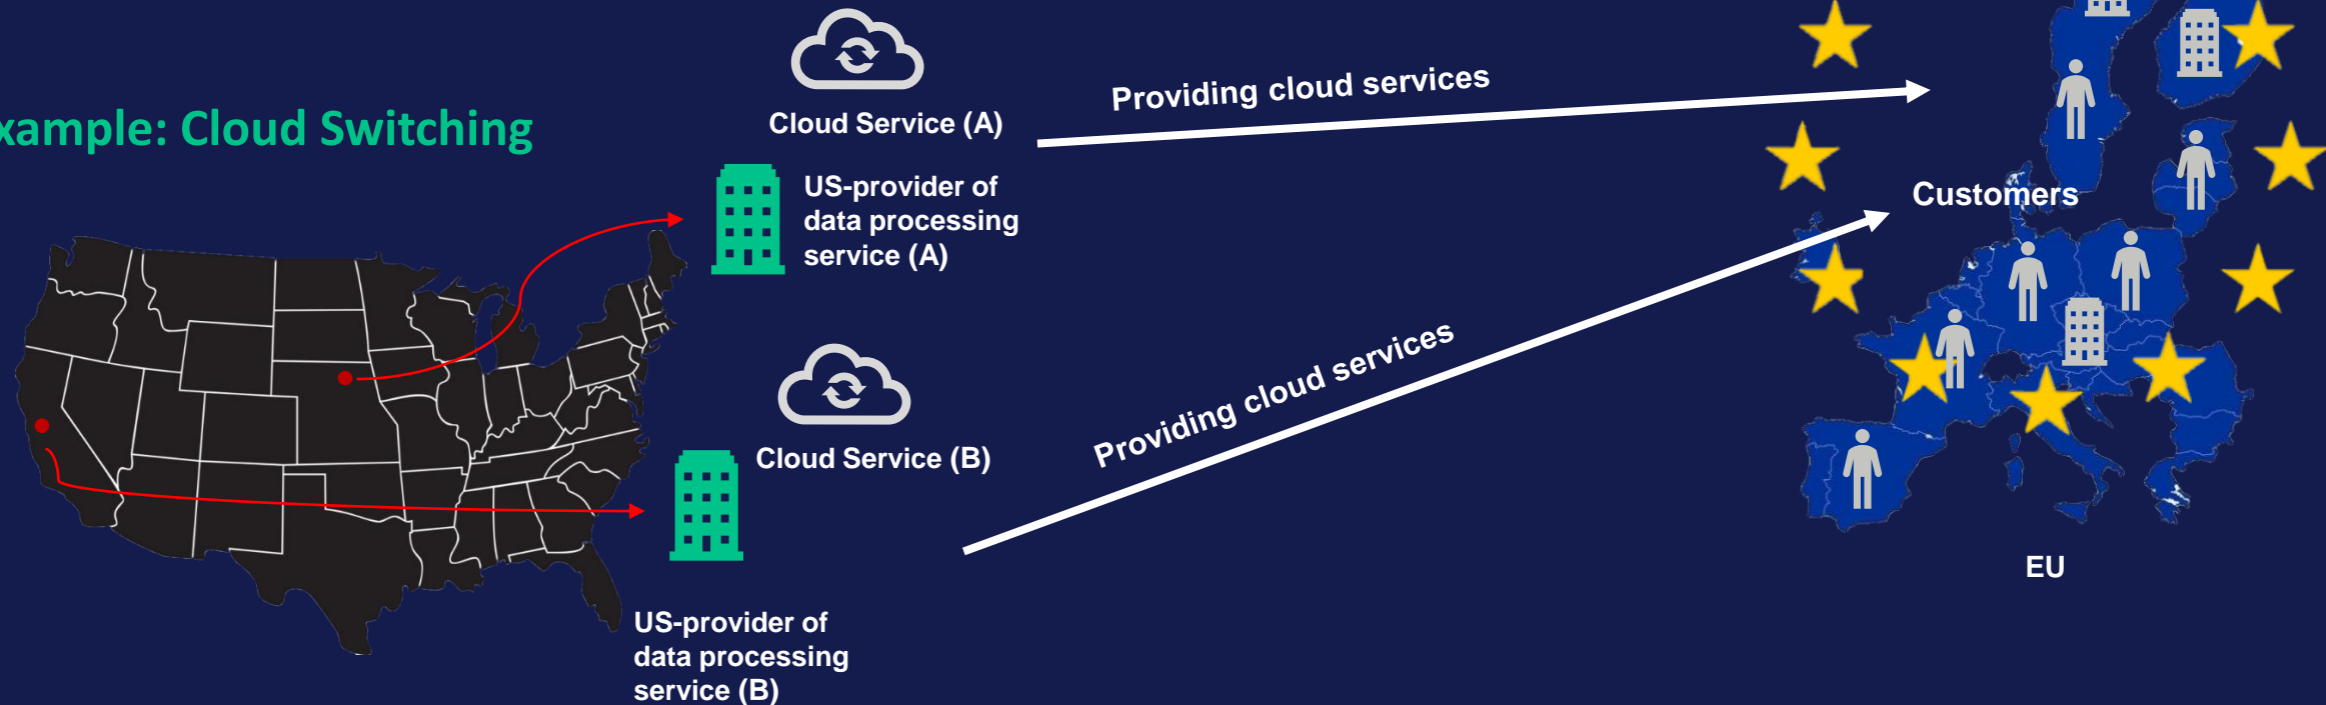 xample: Cloud Switching
Cloud Service (A)
US-provider of
data processing
service (A)
Providing cloud services
Customers
Cloud Service (B)
US-provider of
data processing
service (B)
Providing cloud services
EU